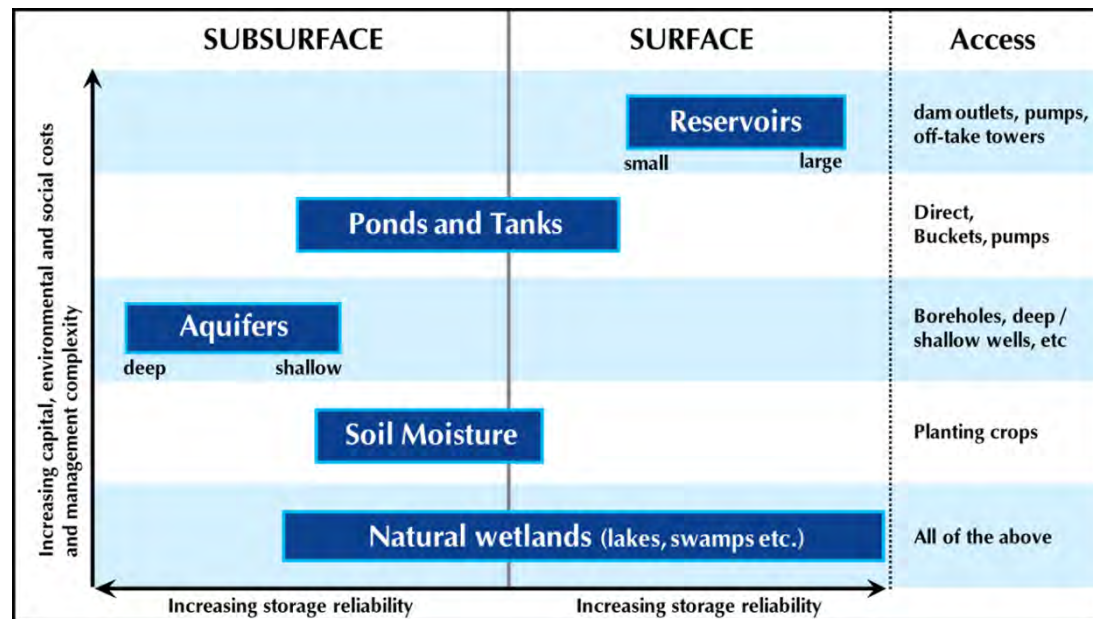 SUBSURFACE
SURFACE
Access
Increasing capital, environmental and social costs
and management complexity
Reservoirs
small
large
dam outlets, pumps,
off-take towers
Ponds and Tanks
Direct,
Buckets, pumps
Aquifers
deep
shallow
Boreholes, deep /
shallow wells, etc
Soil Moisture
Planting crops
Natural wetlands (lakes, swamps etc.)
All of the above
Increasing storage reliability
Increasing storage reliability